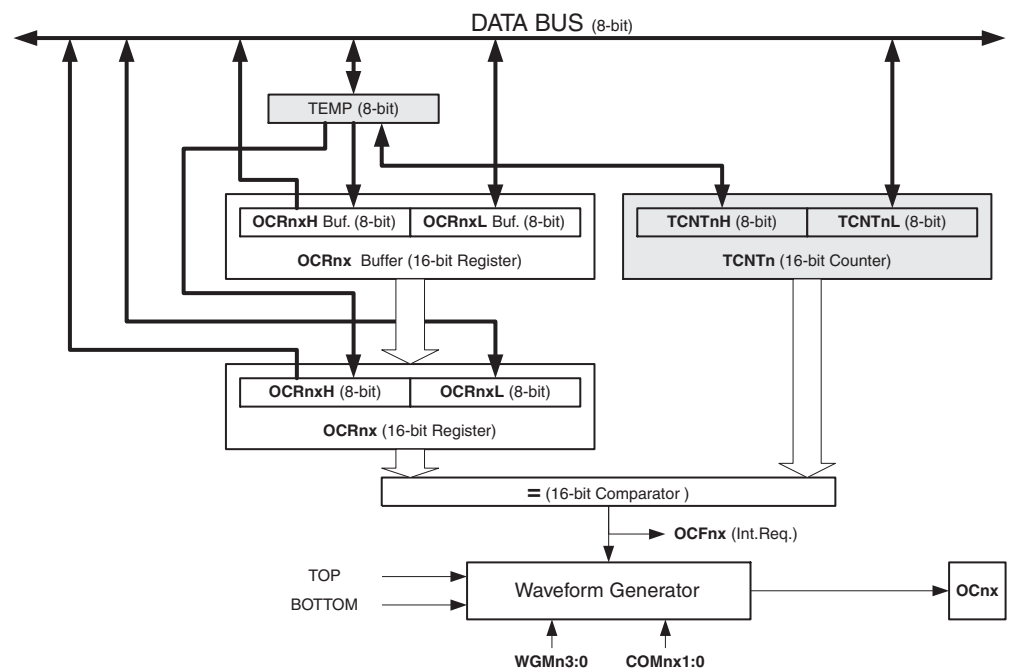 DATA BUS (8-bit)
TEMP (8-bit)
OCRnxH Buf. (8-bit) OCRnxL Buf. (8-bit) TCNTnH (8-bit) TCNTnL (8-bit)
OCRnx Buffer (16-bit Register) TCNTn (16-bit Counter)
OCRnxH (8-bit) OCRnxL (8-bit)
OCRnx (16-bit Register)
= (16-bit Comparator )
OCFnx (Int.Req.)
TOP
BOTTOM
Waveform Generator
OCnx
WGMn3:0 COMnx1:0